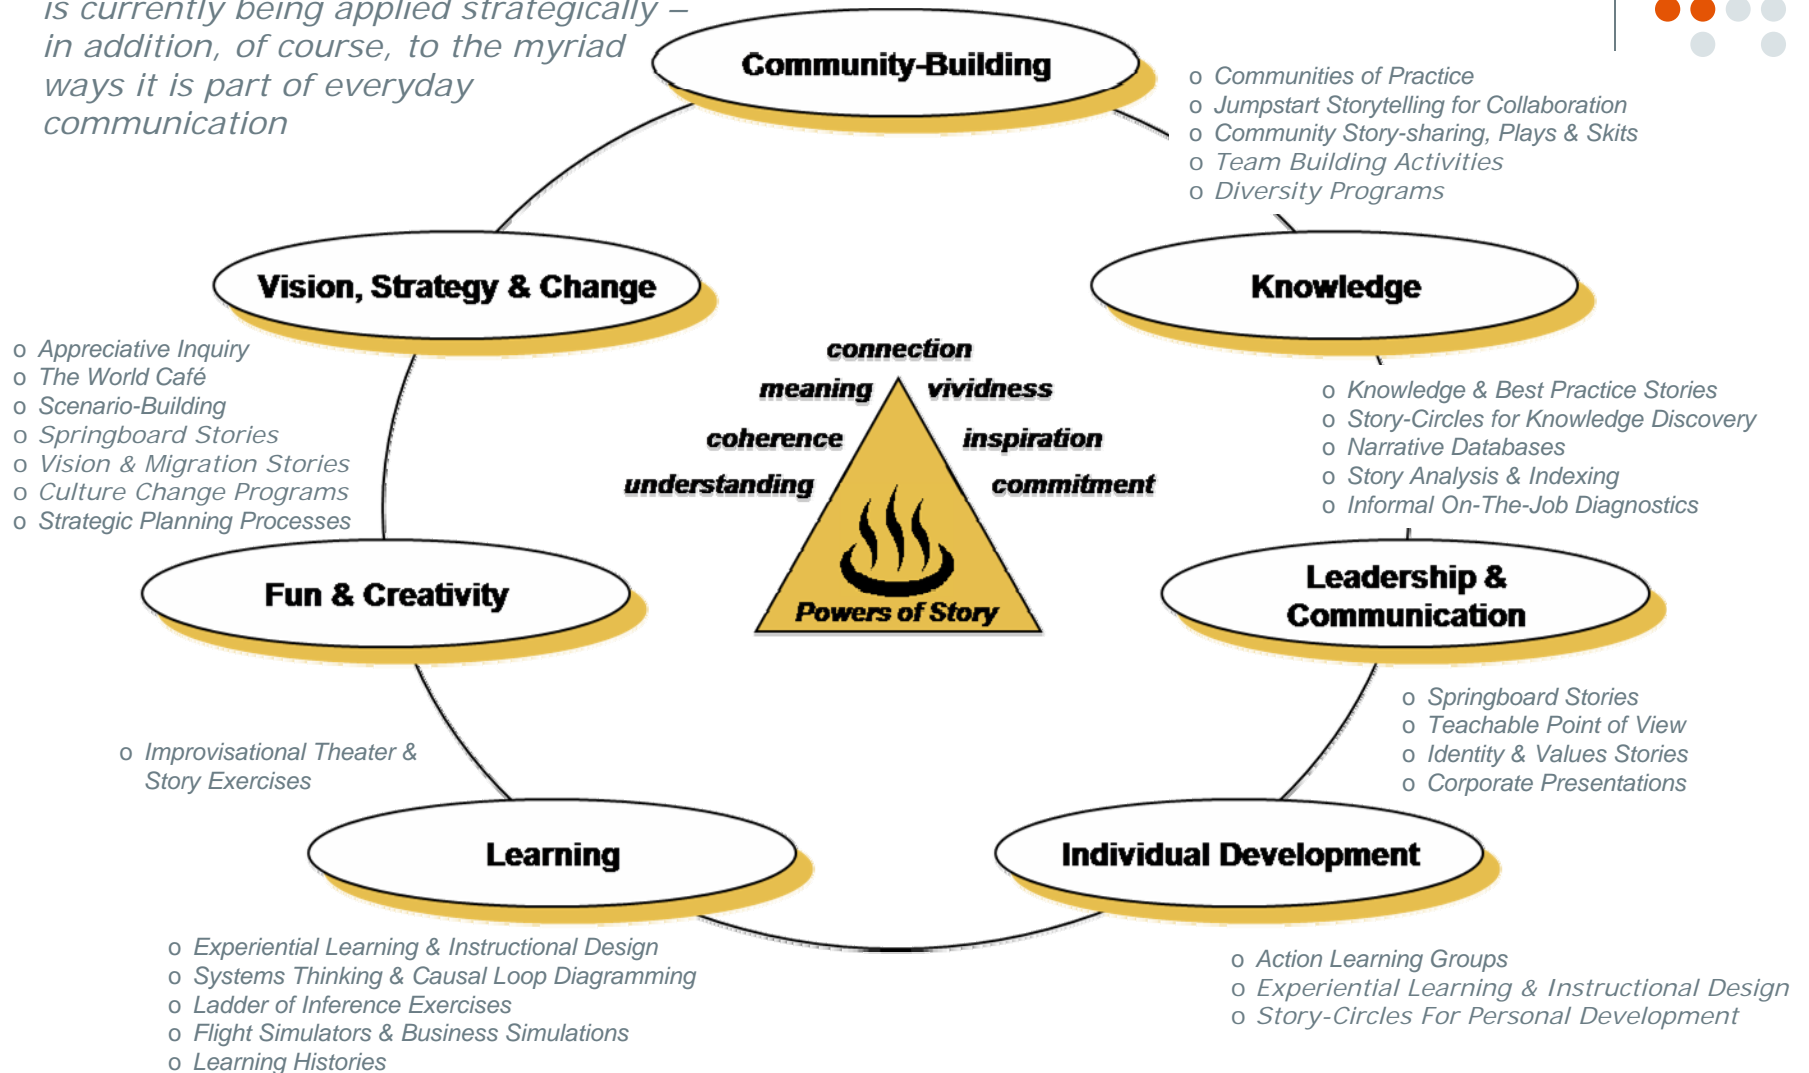 is currently being applied strategically –
in addition, of course, to the myriad
ways it is part of everyday
communication
Community-Building
o Communities of Practice
o Jumpstart Storytelling for Collaboration
o Community Story-sharing, Plays & Skits
o Team Building Activities
o Diversity Programs
Vision, Strategy & Change
Knowledge
o Appreciative Inquiry
o The World Café
o Scenario-Building
o Springboard Stories
o Vision & Migration Stories
o Culture Change Programs
o Strategic Planning Processes
connection
meaning
vividness
coherence
inspiration
understanding
commitment
Powers of Story
o Knowledge & Best Practice Stories
o Story-Circles for Knowledge Discovery
o Narrative Databases
o Story Analysis & Indexing
o Informal On-The-Job Diagnostics
Fun & Creativity
Leadership &
Communication
o Improvisational Theater &
Story Exercises
o Springboard Stories
o Teachable Point of View
o Identity & Values Stories
o Corporate Presentations
Learning
Individual Development
o Experiential Learning & Instructional Design
o Systems Thinking & Causal Loop Diagramming
o Ladder of Inference Exercises
o Flight Simulators & Business Simulations
o Learning Histories
o Action Learning Groups
o Experiential Learning & Instructional Design
o Story-Circles For Personal Development